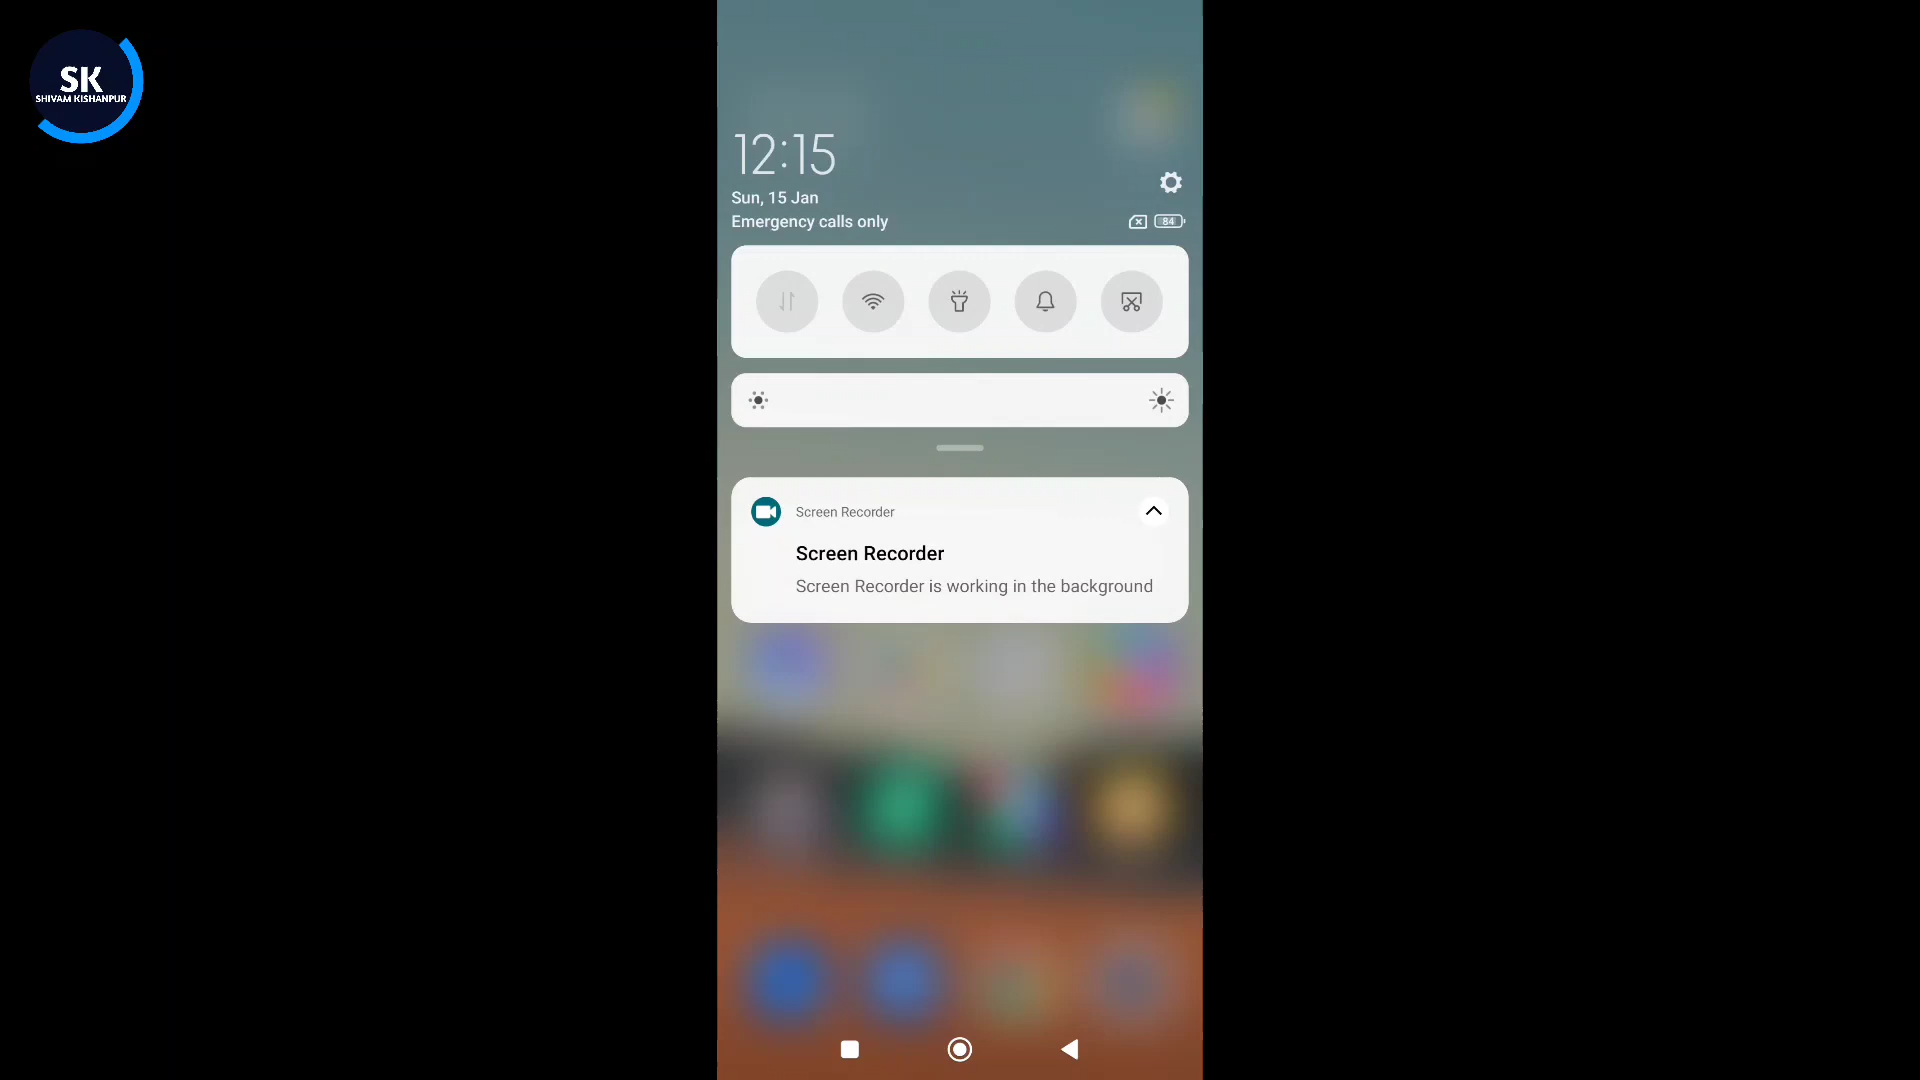 SK
SHIVAM KISHANPUR
12:15
Sun, 15 Jan
Emergency calls only
84
Screen Recorder
Screen Recorder
Screen Recorder is working in the background